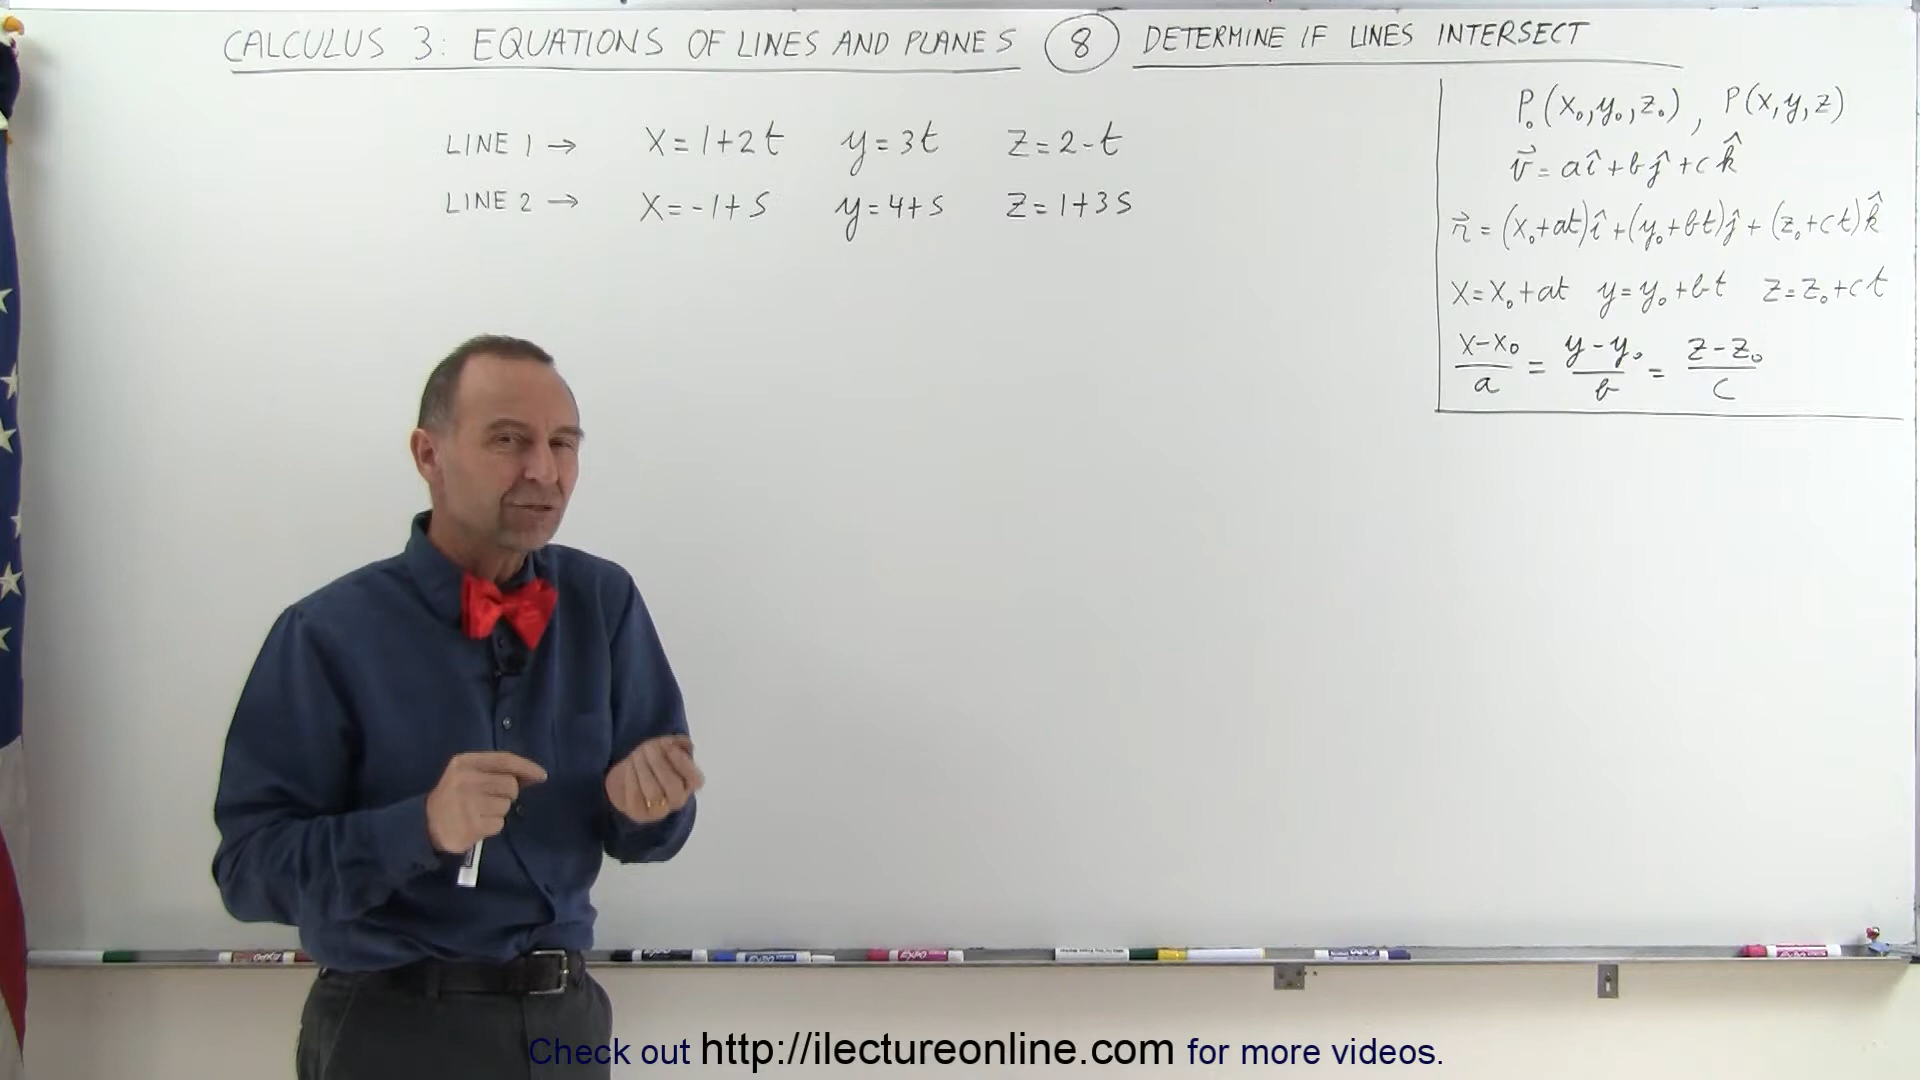 CALCULUS 3: EQUATIONS OF LINES AND PLANES 8 DETERMINE IF LINES INTERSECT
LINE 1 → x=1+2t y=3t z=2-t
LINE 2 → x=-1+s y=4+s z=1+3s
P₀(x₀,y₀,z₀), P(x,y,z)
v⃗=aî+bĵ+ck̂
r⃗=(x₀+at)î+(y₀+bt)ĵ+(z₀+ct)k̂
x=x₀+at y=y₀+bt z=z₀+ct
x-x₀/a = y-y₀/b = z-z₀/c
Check out http://ilectureonline.com for more videos.